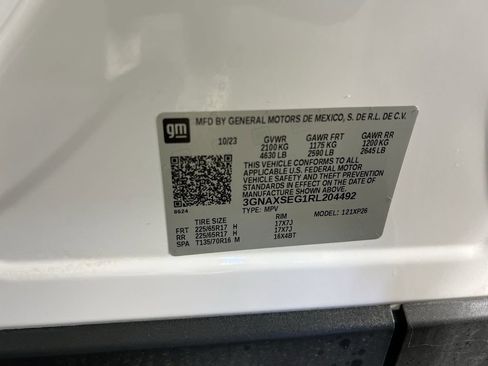 gm
MFD BY GENERAL MOTORS DE MEXICO, S. DE R.L. DE C.V.
10/23 GVWR GAWR FRT GAWR RR
2100 KG 1175 KG 1200 KG
4630 LB 2590 LB 2645 LB
THIS VEHICLE CONFORMS TO ALL
APPLICABLE U.S. FEDERAL MOTOR
VEHICLE SAFETY AND THEFT PREVENTION
STANDARDS IN EFFECT ON THE DATE OF
MANUFACTURE SHOWN ABOVE.
3GNAXSEG1RL204492
8624 TYPE: MPV MODEL: 121XP26
TIRE SIZE RIM
FRT 225/65R17 H 17X7J
RR 225/65R17 H 17X7J
SPA T135/70R16 M 16X4BT